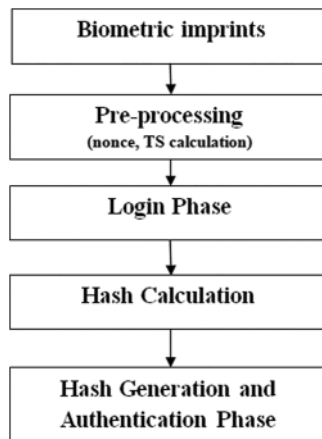 Biometric imprints
Pre-processing
(nonce, TS calculation)
Login Phase
Hash Calculation
Hash Generation and
Authentication Phase